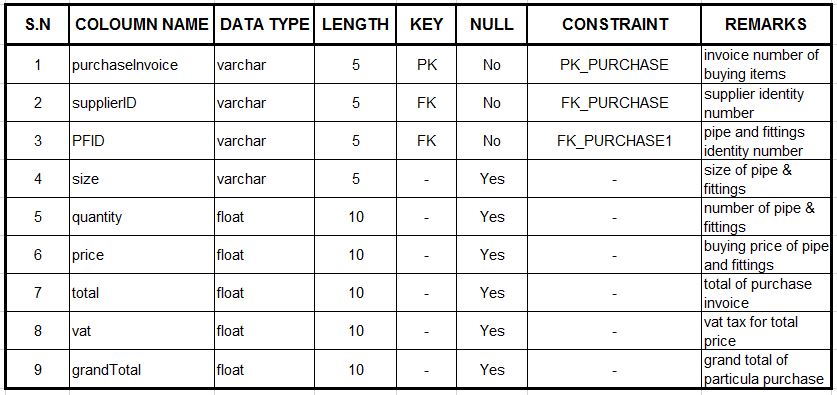 S.N COLOUMN NAME DATA TYPE LENGTH KEY NULL CONSTRAINT REMARKS
1 purchaseInvoice varchar 5 PK No PK_PURCHASE invoice number of
buying items
2 supplierID varchar 5 FK No FK_PURCHASE supplier identity
number
3 PFID varchar 5 FK No FK_PURCHASE1 pipe and fittings
identity number
4 size varchar 5 - Yes - size of pipe &
fittings
5 quantity float 10 - Yes - number of pipe &
fittings
6 price float 10 - Yes - buying price of pipe
and fittings
7 total float 10 - Yes - total of purchase
invoice
8 vat float 10 - Yes - vat tax for total
price
9 grandTotal float 10 - Yes - grand total of
particula purchase